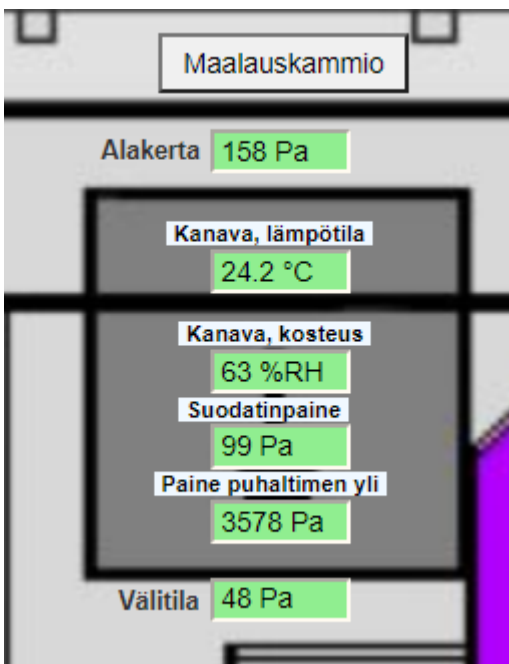 Maalauskammio
Alakerta 158 Pa
Kanava, lämpötila
24.2 °C
Kanava, kosteus
63 %RH
Suodatinpaine
99 Pa
Paine puhaltimen yli
3578 Pa
Välitila 48 Pa